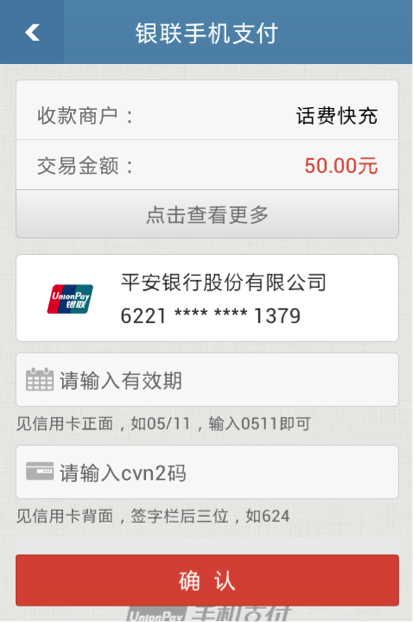 银联手机支付
收款商户： 话费快充
交易金额： 50.00元
点击查看更多
UnionPay
银联
平安银行股份有限公司
6221 **** **** 1379
请输入有效期
见信用卡正面，如05/11，输入0511即可
请输入cvn2码
见信用卡背面，签字栏后三位，如624
确 认
UnionPay 手机支付